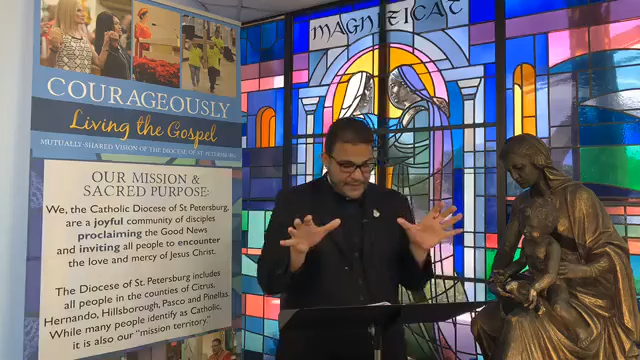 MAGNIFICAT
COURAGEOUSLY
Living the Gospel
MUTUALLY-SHARED VISION OF THE DIOCESE OF ST. PETERSBURG
OUR MISSION &
SACRED PURPOSE:
We, the Catholic Diocese of St Petersburg,
are a joyful community of disciples
proclaiming the Good News
and inviting all people to encounter
the love and mercy of Jesus Christ.
The Diocese of St. Petersburg includes
all people in the counties of Citrus,
Hernando, Hillsborough, Pasco and Pinellas.
While many people identify as Catholic,
it is also our "mission territory."